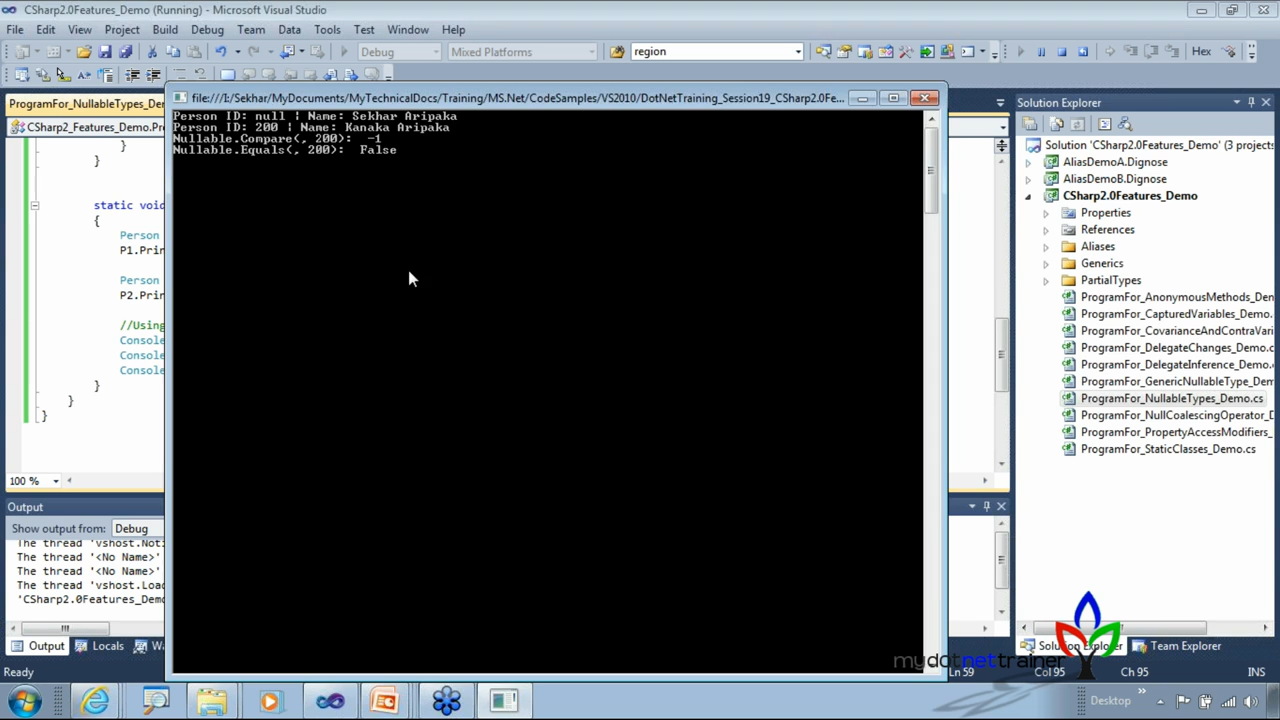 CSharp2.0Features_Demo (Running) - Microsoft Visual Studio
File Edit View Project Build Debug Team Data Tools Test Window Help
Debug Mixed Platforms region Hex
ProgramFor_NullableTypes_Dem
file:///I:/Sekhar/MyDocuments/MyTechnicalDocs/Training/MS.Net/CodeSamples/VS2010/DotNetTraining_Session19_CSharp2.0Fe...
CSharp2_Features_Demo.Pr
Person ID: null | Name: Sekhar Aripaka
Person ID: 200 | Name: Kanaka Aripaka
Nullable.Compare(, 200): -1
Nullable.Equals(, 200): False
}
}
static void
{
Person
P1.Prin
Person
P2.Prin
//Using
Console
Console
Console
}
}
}
100 %
Output
Show output from: Debug
The thread 'vshost.Noti
The thread '<No Name>'
The thread '<No Name>'
The thread 'vshost.Load
'CSharp2.0Features_Demo
Output Locals Wa
Ready
Ln 59 Col 95 Ch 95 INS
Solution Explorer
Solution 'CSharp2.0Features_Demo' (3 projects
AliasDemoA.Dignose
AliasDemoB.Dignose
CSharp2.0Features_Demo
Properties
References
Aliases
Generics
PartialTypes
ProgramFor_AnonymousMethods_Den
ProgramFor_CapturedVariables_Demo.
ProgramFor_CovarianceAndContraVari
ProgramFor_DelegateChanges_Demo.c
ProgramFor_DelegateInference_Demo.
ProgramFor_GenericNullableType_Dem
ProgramFor_NullableTypes_Demo.cs
ProgramFor_NullCoalescingOperator_D
ProgramFor_PropertyAccessModifiers_
ProgramFor_StaticClasses_Demo.cs
Solution Explorer Team Explorer
mydotnettrainer
Desktop